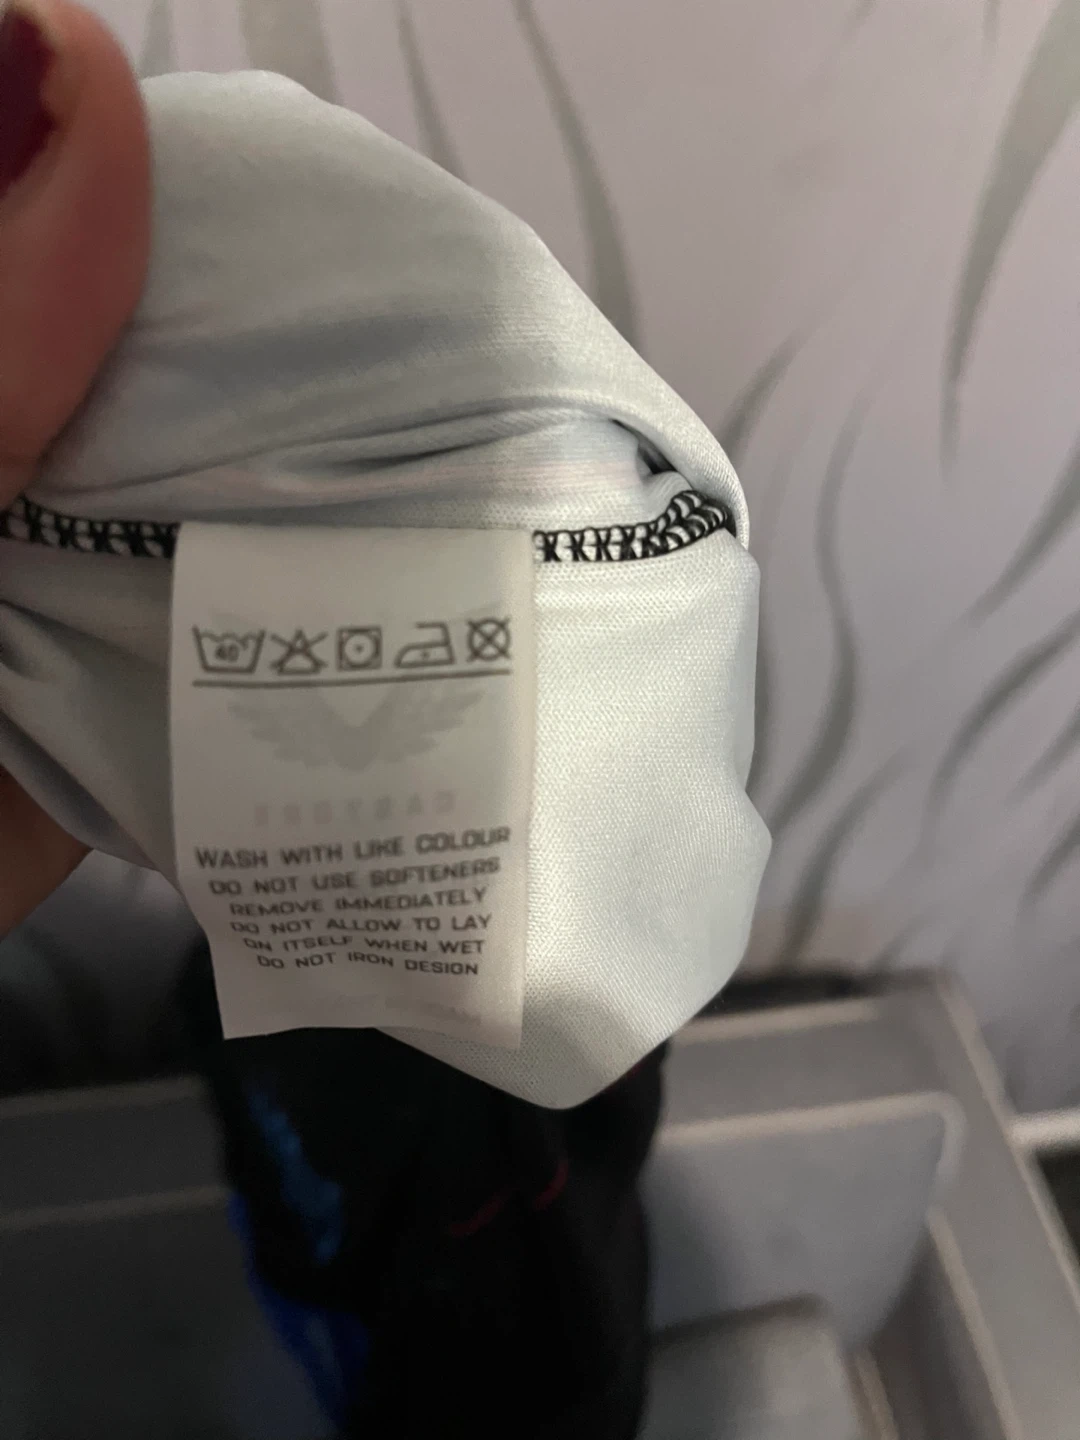 40°
WASH WITH LIKE COLOUR
DO NOT USE SOFTENERS
REMOVE IMMEDIATELY
DO NOT ALLOW TO LAY
ON ITSELF WHEN WET
DO NOT IRON DESIGN